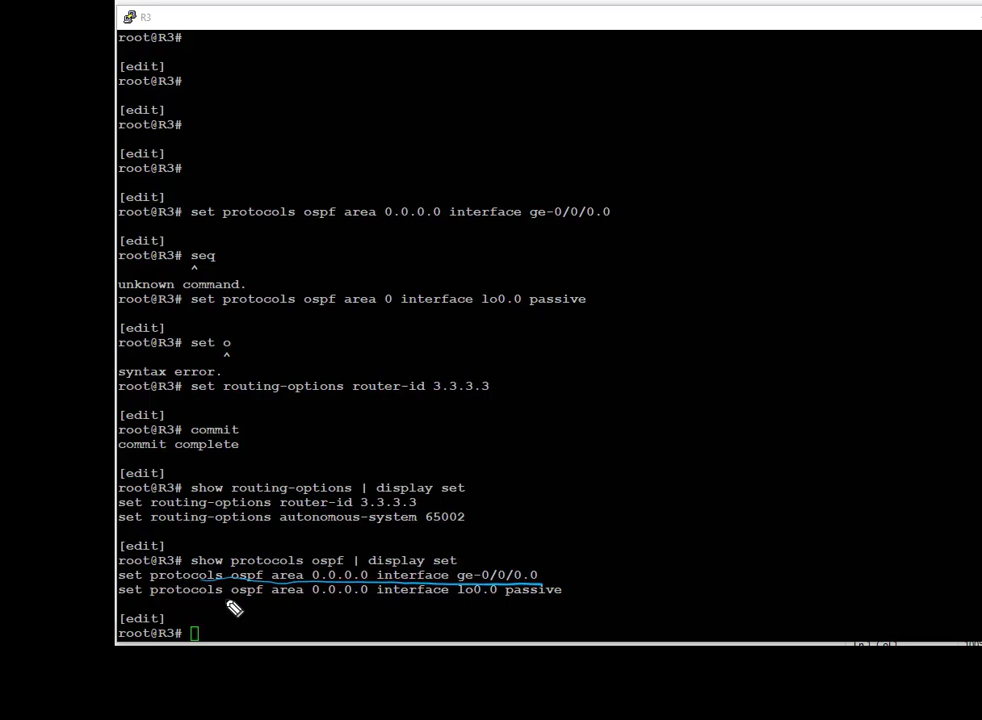 R3
root@R3#
[edit]
root@R3#
[edit]
root@R3#
[edit]
root@R3#
[edit]
root@R3# set protocols ospf area 0.0.0.0 interface ge-0/0/0.0
[edit]
root@R3# seq
^
unknown command.
root@R3# set protocols ospf area 0 interface lo0.0 passive
[edit]
root@R3# set o
^
syntax error.
root@R3# set routing-options router-id 3.3.3.3
[edit]
root@R3# commit
commit complete
[edit]
root@R3# show routing-options | display set
set routing-options router-id 3.3.3.3
set routing-options autonomous-system 65002
[edit]
root@R3# show protocols ospf | display set
set protocols ospf area 0.0.0.0 interface ge-0/0/0.0
set protocols ospf area 0.0.0.0 interface lo0.0 passive
[edit]
root@R3#